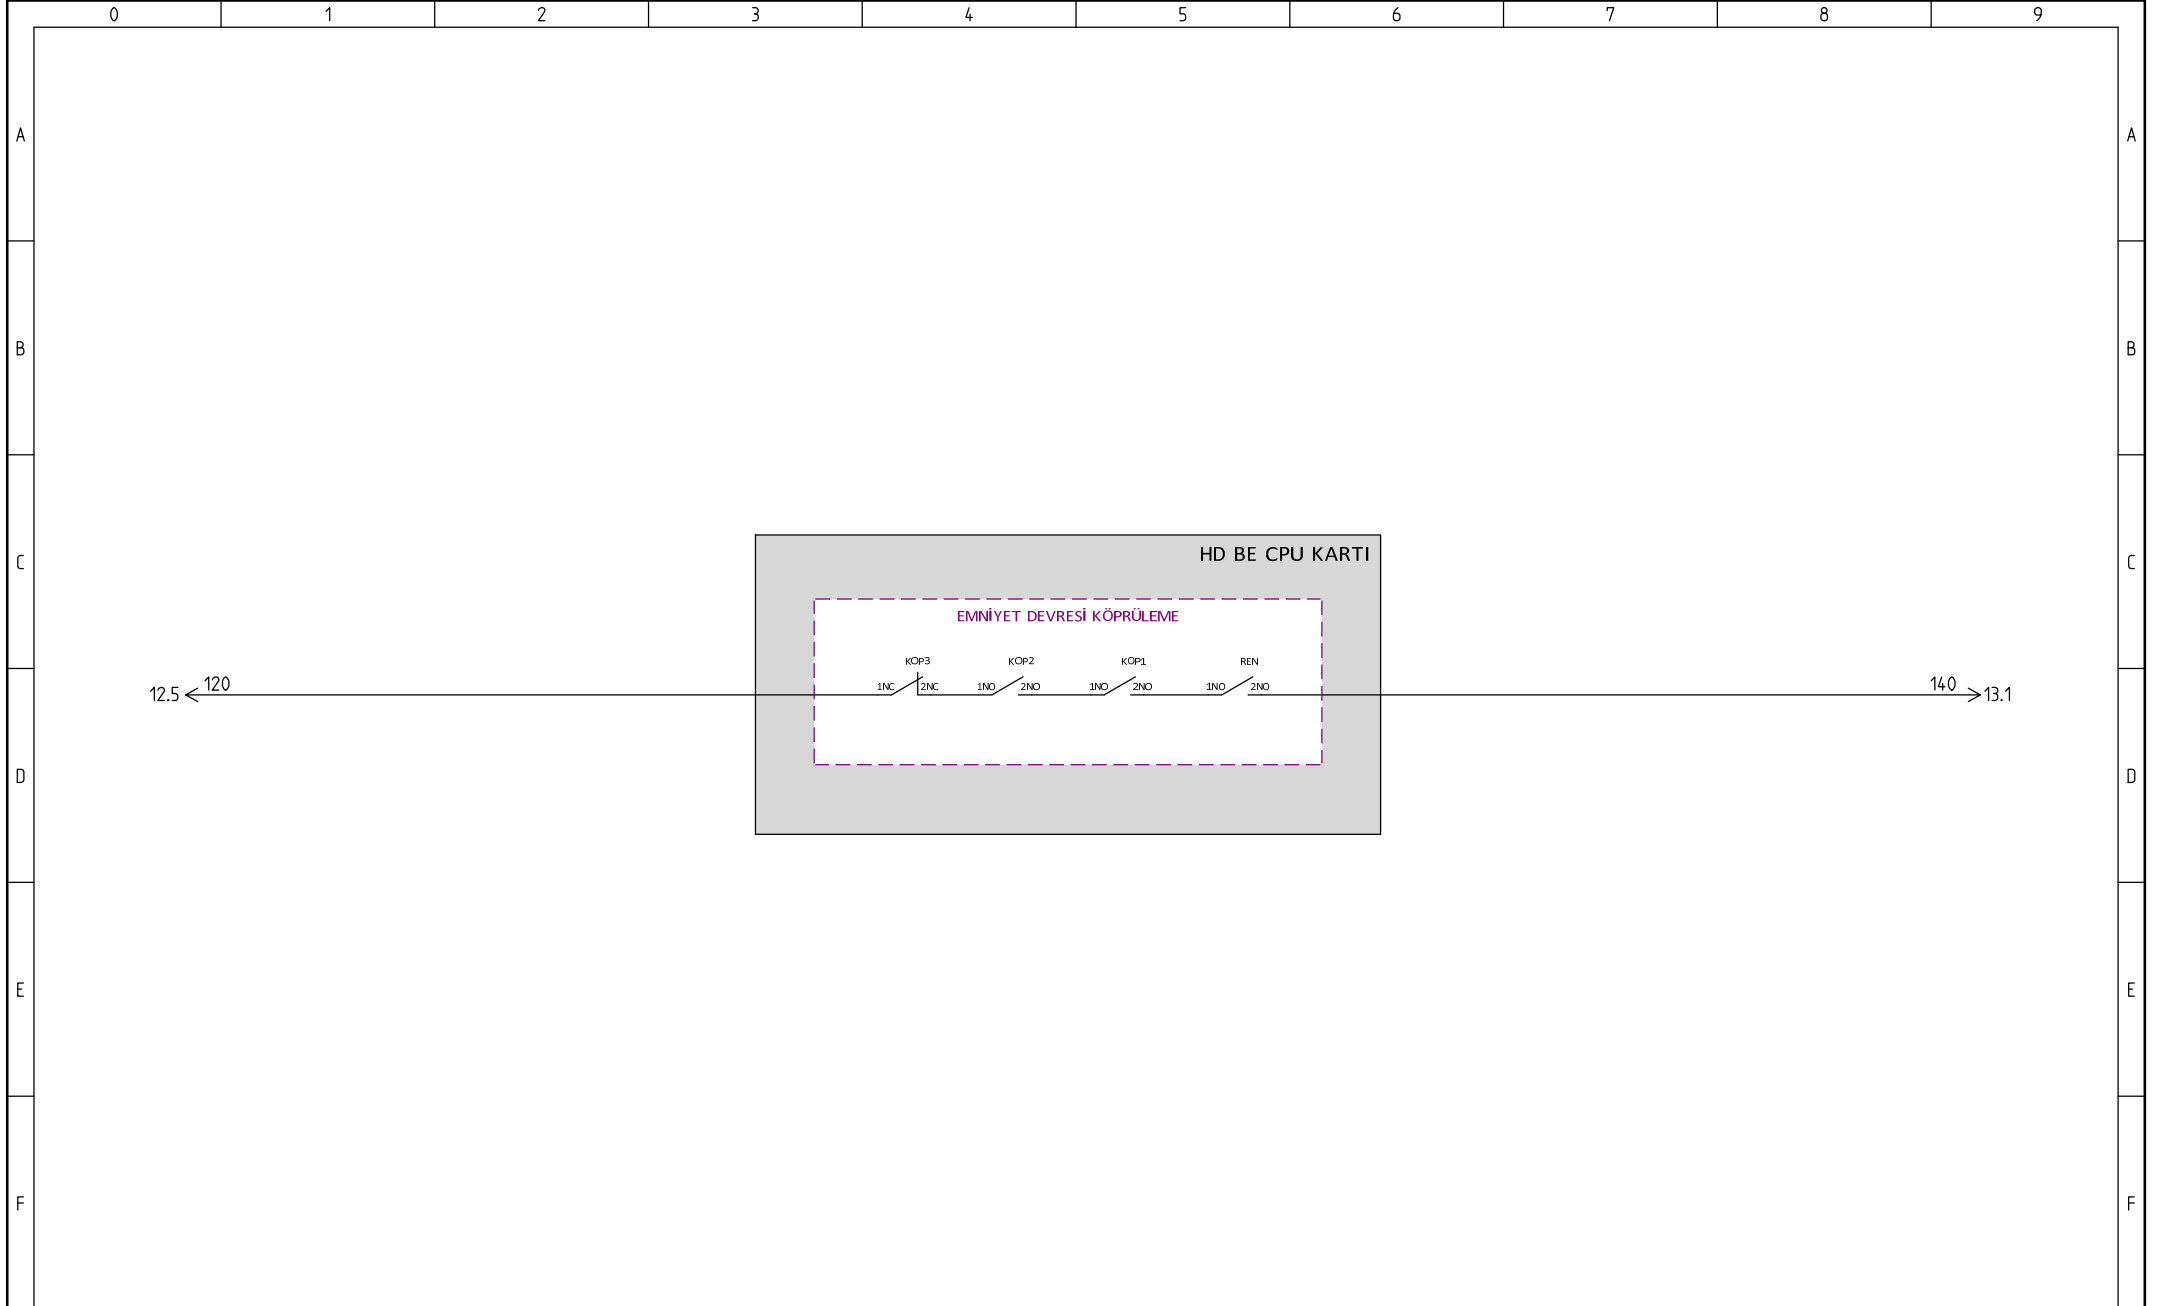 0 1 2 3 4 5 6 7 8 9
A A
B B
C C
HD BE CPU KARTI
EMNİYET DEVRESİ KÖPRÜLEME
KOP3 KOP2 KOP1 REN
12.5 120 1NC 2NC 1NO 2NO 1NO 2NO 1NO 2NO 140 13.1
D D
E E
F F